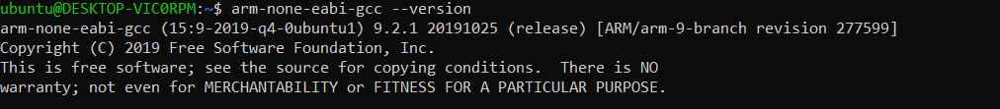 ubuntu@DESKTOP-VIC0RPM:~$ arm-none-eabi-gcc --version
arm-none-eabi-gcc (15:9-2019-q4-0ubuntu1) 9.2.1 20191025 (release) [ARM/arm-9-branch revision 277599]
Copyright (C) 2019 Free Software Foundation, Inc.
This is free software; see the source for copying conditions.  There is NO
warranty; not even for MERCHANTABILITY or FITNESS FOR A PARTICULAR PURPOSE.